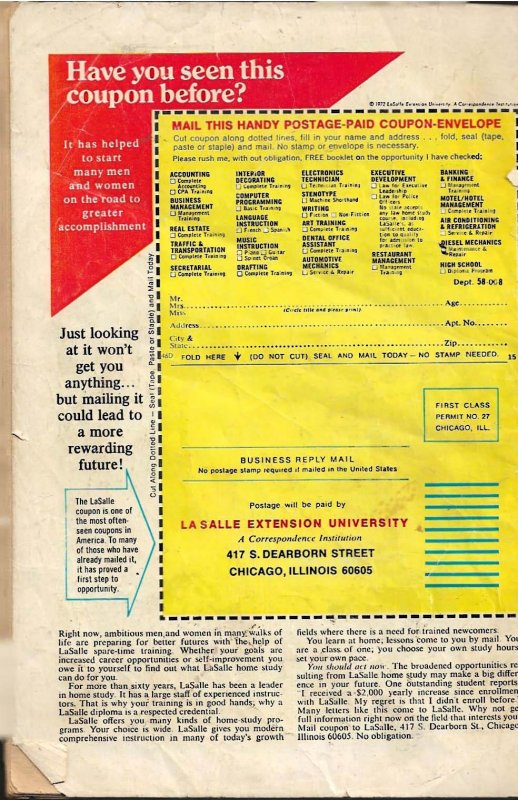 Have you seen this
coupon before?
© 1972 LaSalle Extension University A Correspondence Institution
It has helped
to start
many men
and women
on the road to
greater
accomplishment
MAIL THIS HANDY POSTAGE-PAID COUPON-ENVELOPE
Cut coupon along dotted lines, fill in your name and address . . . fold, seal (tape,
paste or staple) and mail. No stamp or envelope is necessary.
Please rush me, with out obligation, FREE booklet on the opportunity I have checked:
ACCOUNTING
Complete
Accounting
CPA Training
BUSINESS
MANAGEMENT
Management
Training
REAL ESTATE
Complete Training
TRAFFIC &
TRANSPORTATION
Complete Training
SECRETARIAL
Complete Training
INTERIOR
DECORATING
Complete Training
COMPUTER
PROGRAMMING
Basic Training
LANGUAGE
INSTRUCTION
French Spanish
MUSIC
INSTRUCTION
Piano Guitar
Spinet Organ
DRAFTING
Complete Training
ELECTRONICS
TECHNICIAN
Technician Training
STENOTYPE
Machine Shorthand
WRITING
Fiction Non-Fiction
ART TRAINING
Complete Training
DENTAL OFFICE
ASSISTANT
Complete Training
AUTOMOTIVE
MECHANICS
Service & Repair
EXECUTIVE
DEVELOPMENT
Law for Executive
Leadership
Law for Police
Officers
No state accepts
any law home study
course, including
LaSalle's, as
sufficient educa-
tion to qualify
for admission to
practice law.
RESTAURANT
MANAGEMENT
Management
Training
BANKING
& FINANCE
Management
Training
MOTEL/HOTEL
MANAGEMENT
Complete Training
AIR CONDITIONING
& REFRIGERATION
Service & Repair
DIESEL MECHANICS
Maintenance &
Repair
HIGH SCHOOL
Diploma Program
Dept. 58-008
Mr.
Mrs.
Miss
(Circle title and please print)
Age
Address
Apt. No.
City &
State
Zip
46D FOLD HERE (DO NOT CUT) SEAL AND MAIL TODAY – NO STAMP NEEDED. 15
Cut Along Dotted Line – Seal (Tape, Paste or Staple) and Mail Today
Just looking
at it won't
get you
anything...
but mailing it
could lead to
a more
rewarding
future!
The LaSalle
coupon is one of
the most often-
seen coupons in
America. To many
of those who have
already mailed it,
it has proved a
first step to
opportunity.
FIRST CLASS
PERMIT NO. 27
CHICAGO, ILL.
BUSINESS REPLY MAIL
No postage stamp required if mailed in the United States
Postage will be paid by
LA SALLE EXTENSION UNIVERSITY
A Correspondence Institution
417 S. DEARBORN STREET
CHICAGO, ILLINOIS 60605
Right now, ambitious men and women in many walks of
life are preparing for better futures with the help of
LaSalle spare-time training. Whether your goals are
increased career opportunities or self-improvement you
owe it to yourself to find out what LaSalle home study
can do for you.
For more than sixty years, LaSalle has been a leader
in home study. It has a large staff of experienced instruc-
tors. That is why your training is in good hands; why a
LaSalle diploma is a respected credential.
LaSalle offers you many kinds of home-study pro-
grams. Your choice is wide. LaSalle gives you modern
comprehensive instruction in many of today's growth
fields where there is a need for trained newcomers.
You learn at home; lessons come to you by mail. You
are a class of one; you choose your own study hours
set your own pace.
You should act now. The broadened opportunities re
sulting from LaSalle home study may make a big differ
ence in your future. One outstanding student reports
"I received a $2,000 yearly increase since enrollmen
with LaSalle. My regret is that I didn't enroll before.
Many letters like this come to LaSalle. Why not ge
full information right now on the field that interests you
Mail coupon to LaSalle, 417 S. Dearborn St., Chicago
Illinois 60605. No obligation.